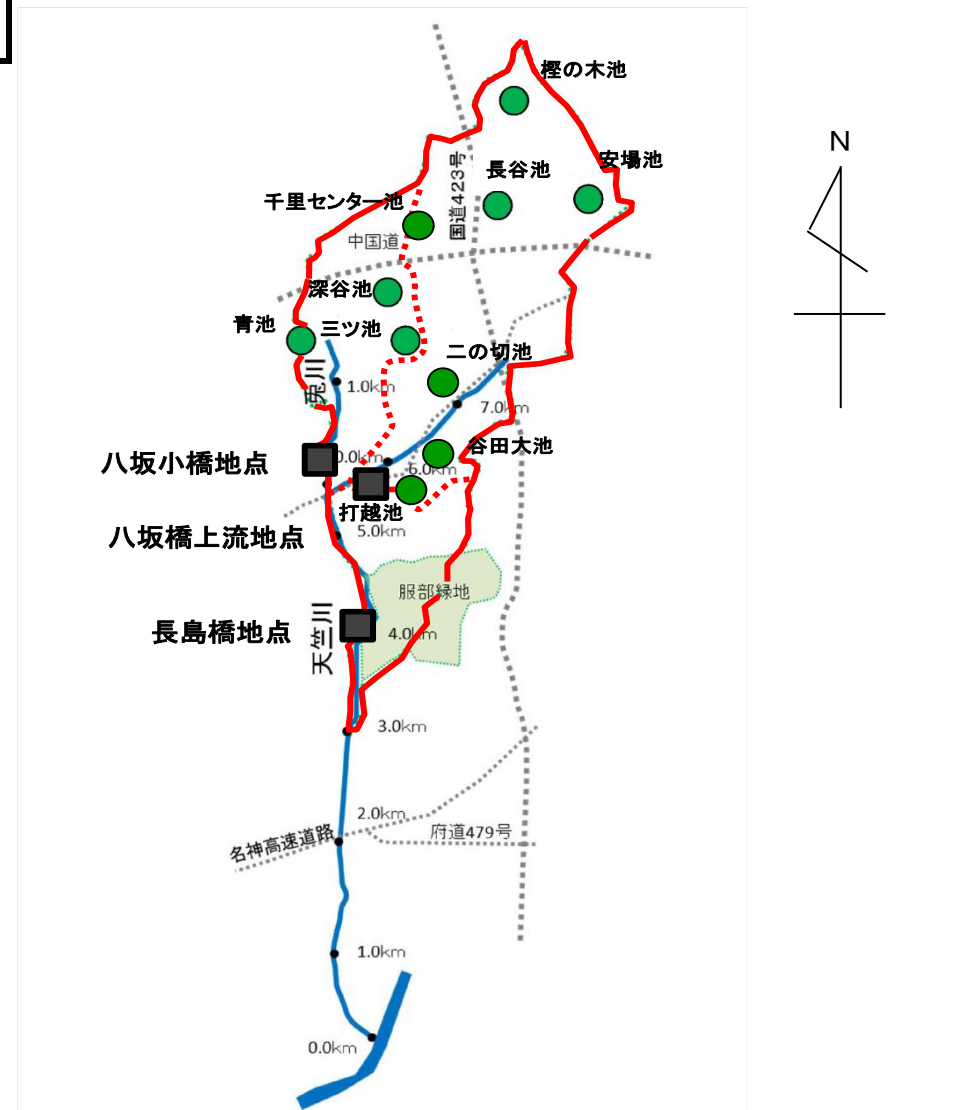 樫の木池
N
安場池
長谷池
国道423号
千里センター池
中国道
深谷池
青池
三ツ池
二の切池
兎川
1.0km
7.0km
谷田大池
八坂小橋地点
0.0km
6.0km
打越池
5.0km
八坂橋上流地点
服部緑地
天竺川
長島橋地点
4.0km
3.0km
2.0km
名神高速道路
府道479号
1.0km
0.0km